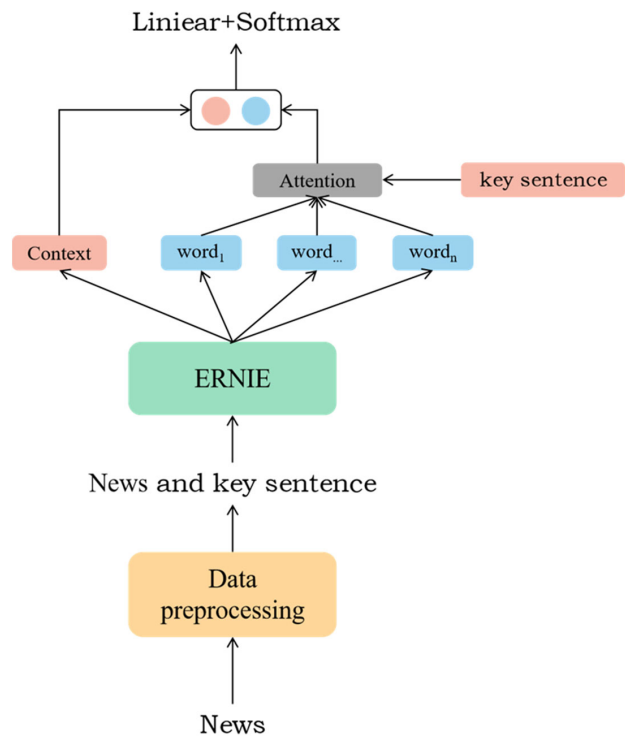 Liniear+Softmax
Attention
key sentence
Context
word1
word...
wordn
ERNIE
News and key sentence
Data
preprocessing
News